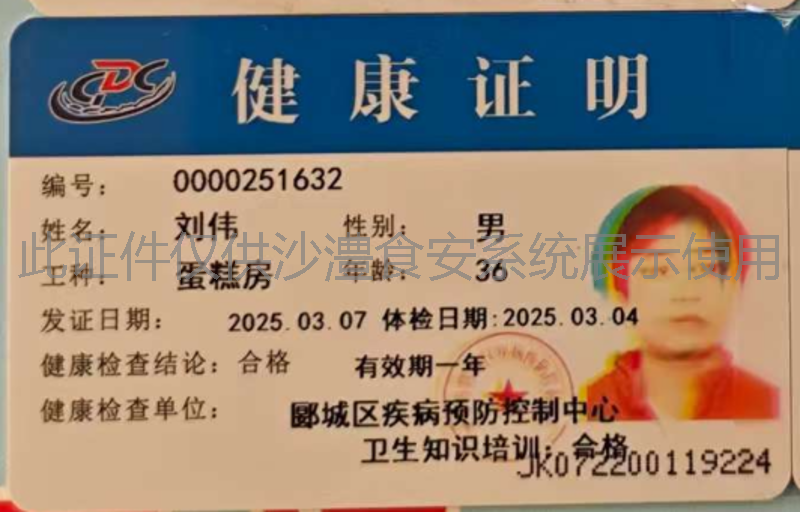 CDC 健康证明
编号： 0000251632
姓名： 刘伟 性别： 男
此证件仅供沙澧食安系统展示使用
工种： 蛋糕房 年龄： 36
发证日期： 2025.03.07 体检日期:2025.03.04
健康检查结论：合格 有效期一年
健康检查单位： 郾城区疾病预防控制中心
卫生知识培训：合格
JK072200119224